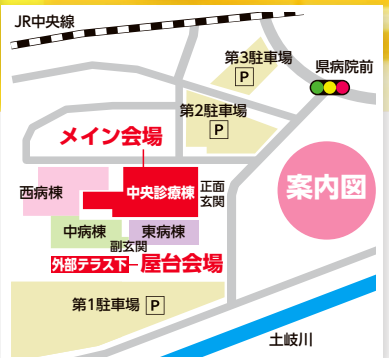 JR中央線
第3駐車場
P
県病院前
第2駐車場
P
メイン会場
案内図
西病棟
中央診療棟
正面
玄関
中病棟
東病棟
副玄関
外部テラス下
屋台会場
第1駐車場 P
土岐川